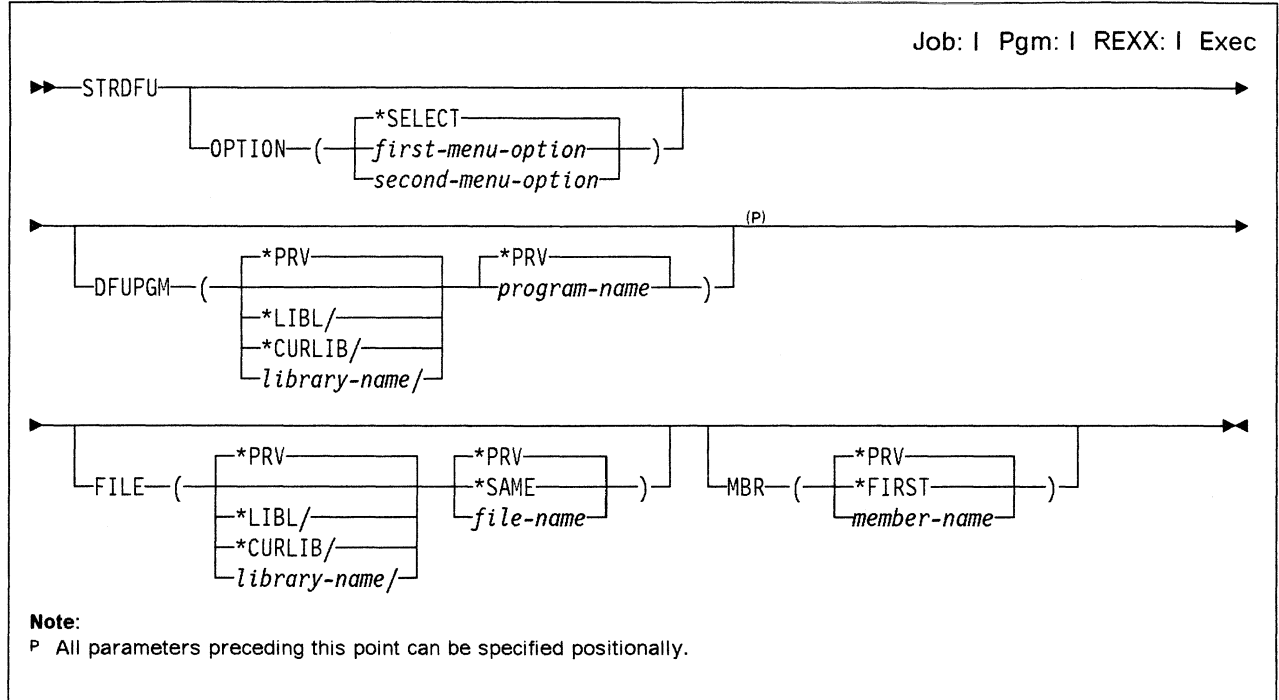 Job: I Pgm: I REXX: I Exec
STRDFU
*SELECT
OPTION ( first-menu-option )
second-menu-option
(P)
*PRV *PRV
DFUPGM ( program-name )
*LIBL/
*CURLIB/
library-name/
*PRV *PRV *PRV
FILE ( *SAME ) MBR ( *FIRST )
*LIBL/ file-name member-name
*CURLIB/
library-name/
Note:
P All parameters preceding this point can be specified positionally.